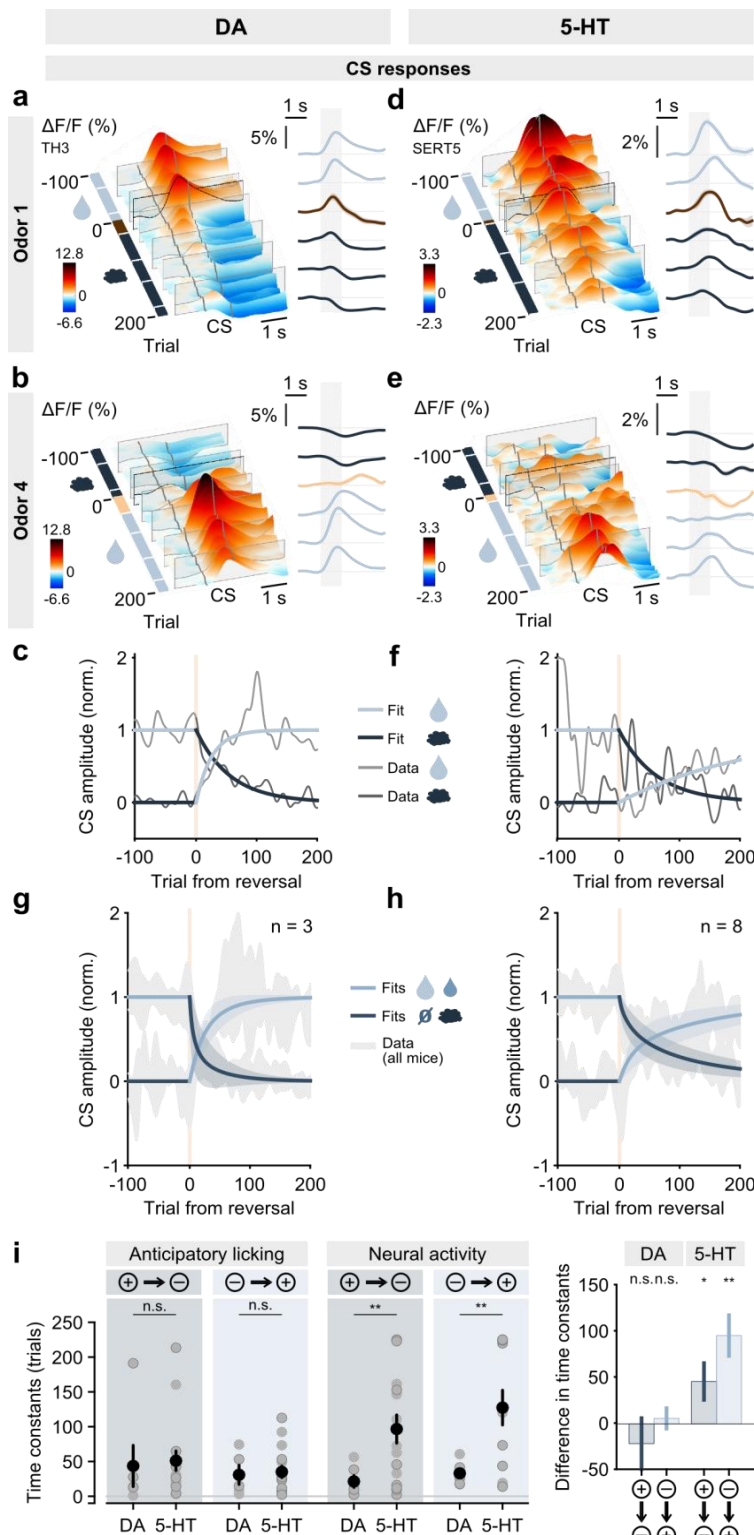 DA
5-HT
CS responses
a
d
Odor 1
ΔF/F (%)
TH3
1 s
5%
-100
0
200
12.8
0
-6.6
Trial
CS
1 s
ΔF/F (%)
SERT5
1 s
2%
-100
0
200
3.3
0
-2.3
Trial
CS
1 s
b
e
Odor 4
ΔF/F (%)
1 s
5%
-100
0
200
12.8
0
-6.6
Trial
CS
1 s
ΔF/F (%)
1 s
2%
-100
0
200
3.3
0
-2.3
Trial
CS
1 s
c
CS amplitude (norm.)
2
1
0
-100 0 100 200
Trial from reversal
Fit
Fit
Data
Data
f
CS amplitude (norm.)
2
1
0
-100 0 100 200
Trial from reversal
g
n = 3
CS amplitude (norm.)
2
1
0
-1
-100 0 100 200
Trial from reversal
Fits
Fits Ø
Data
(all mice)
h
n = 8
CS amplitude (norm.)
2
1
0
-1
-100 0 100 200
Trial from reversal
i
Anticipatory licking
Neural activity
+ → −
− → +
+ → −
− → +
n.s.
n.s.
**
**
Time constants (trials)
250
200
150
100
50
0
DA 5-HT DA 5-HT DA 5-HT DA 5-HT
DA 5-HT
n.s. n.s. * **
Difference in time constants
150
100
50
0
-50
+ − + −
↓ ↓ ↓ ↓